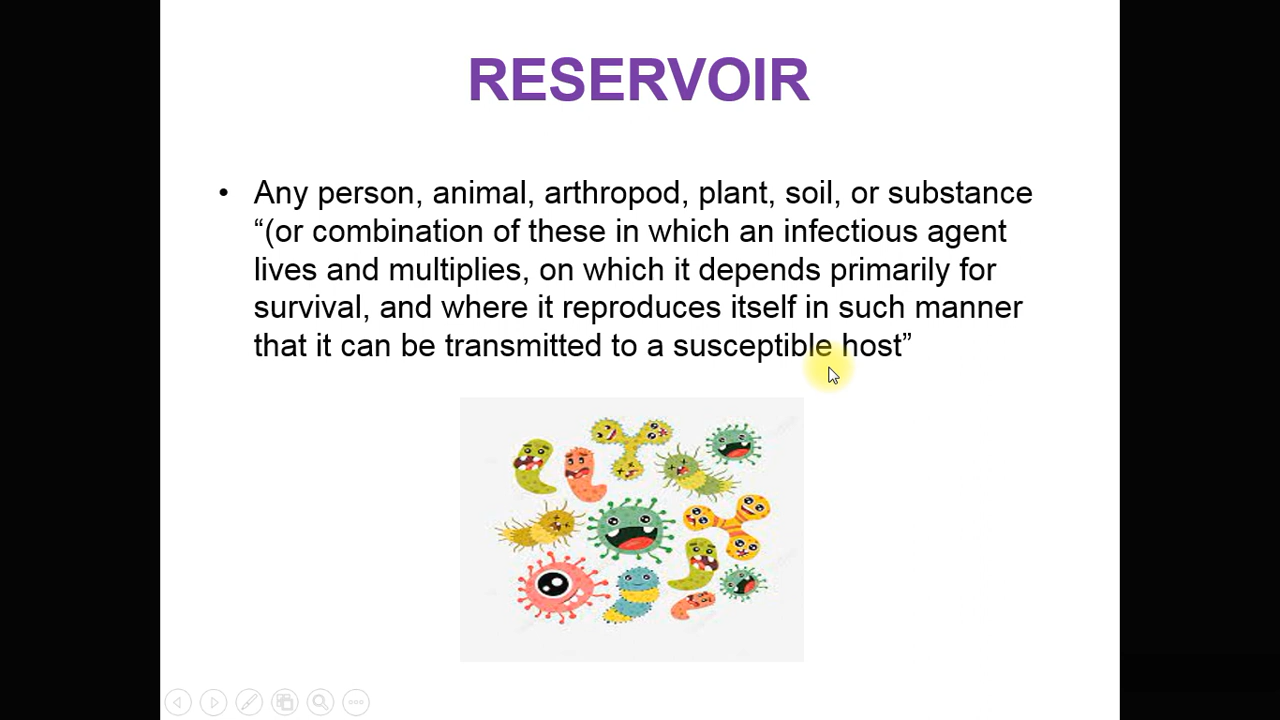 RESERVOIR
• Any person, animal, arthropod, plant, soil, or substance
“(or combination of these in which an infectious agent
lives and multiplies, on which it depends primarily for
survival, and where it reproduces itself in such manner
that it can be transmitted to a susceptible host”